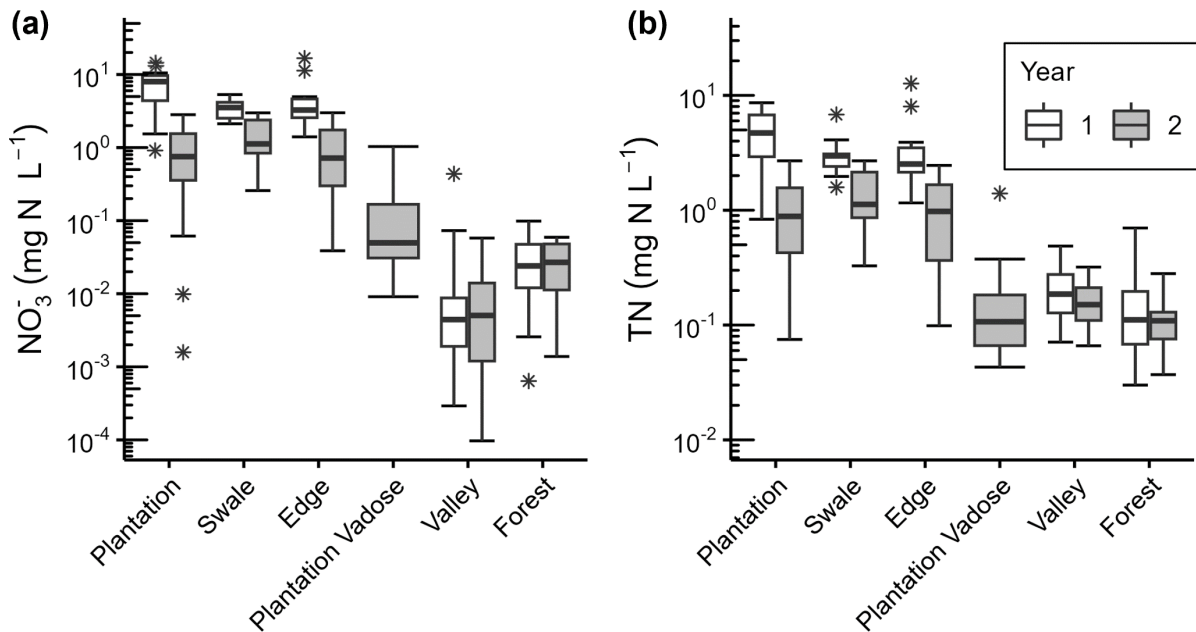 (a)
NO₃⁻ (mg N L⁻¹)
10¹
10⁰
10⁻¹
10⁻²
10⁻³
10⁻⁴
Plantation
Swale
Edge
Plantation Vadose
Valley
Forest
(b)
TN (mg N L⁻¹)
10¹
10⁰
10⁻¹
10⁻²
Plantation
Swale
Edge
Plantation Vadose
Valley
Forest
Year
1 2